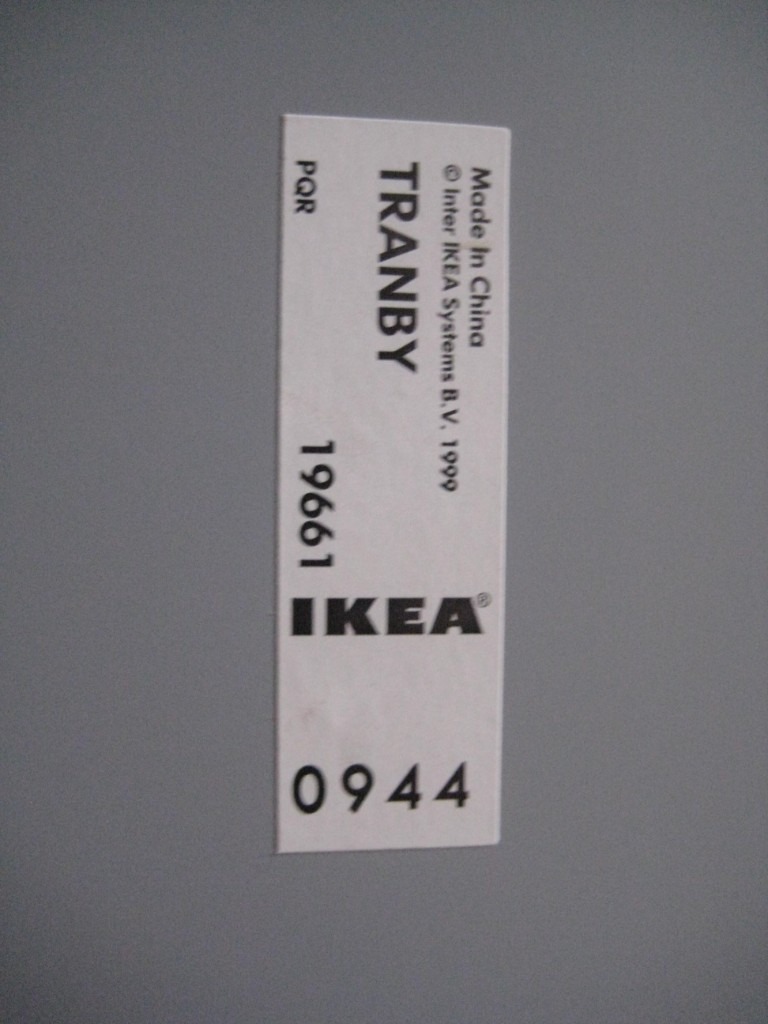 Made in China
© Inter IKEA Systems B.V. 1999
TRANBY
PQR
19661
IKEA®
0944